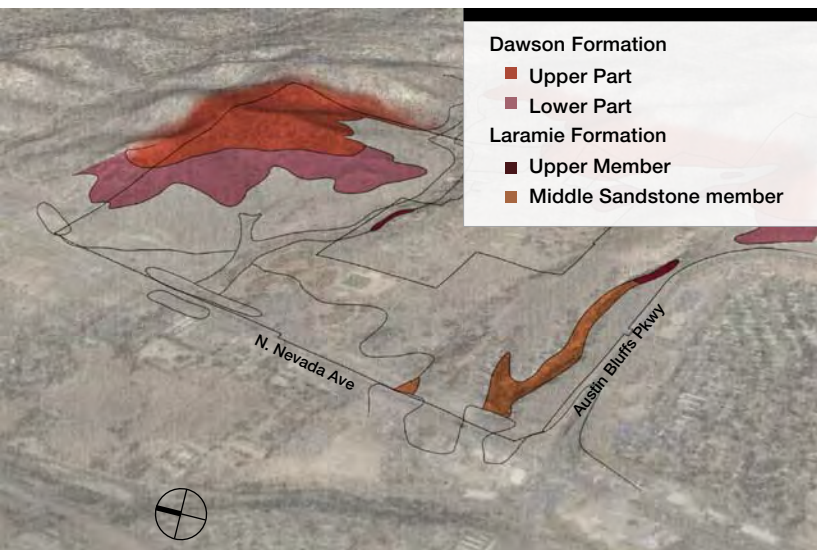 Dawson Formation
Upper Part
Lower Part
Laramie Formation
Upper Member
Middle Sandstone member
N. Nevada Ave
Austin Bluffs Pkwy